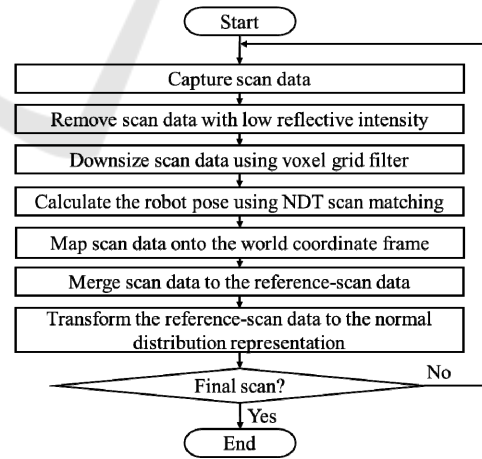 Start
Capture scan data
Remove scan data with low reflective intensity
Downsize scan data using voxel grid filter
Calculate the robot pose using NDT scan matching
Map scan data onto the world coordinate frame
Merge scan data to the reference-scan data
Transform the reference-scan data to the normal
distribution representation
Final scan?
No
Yes
End